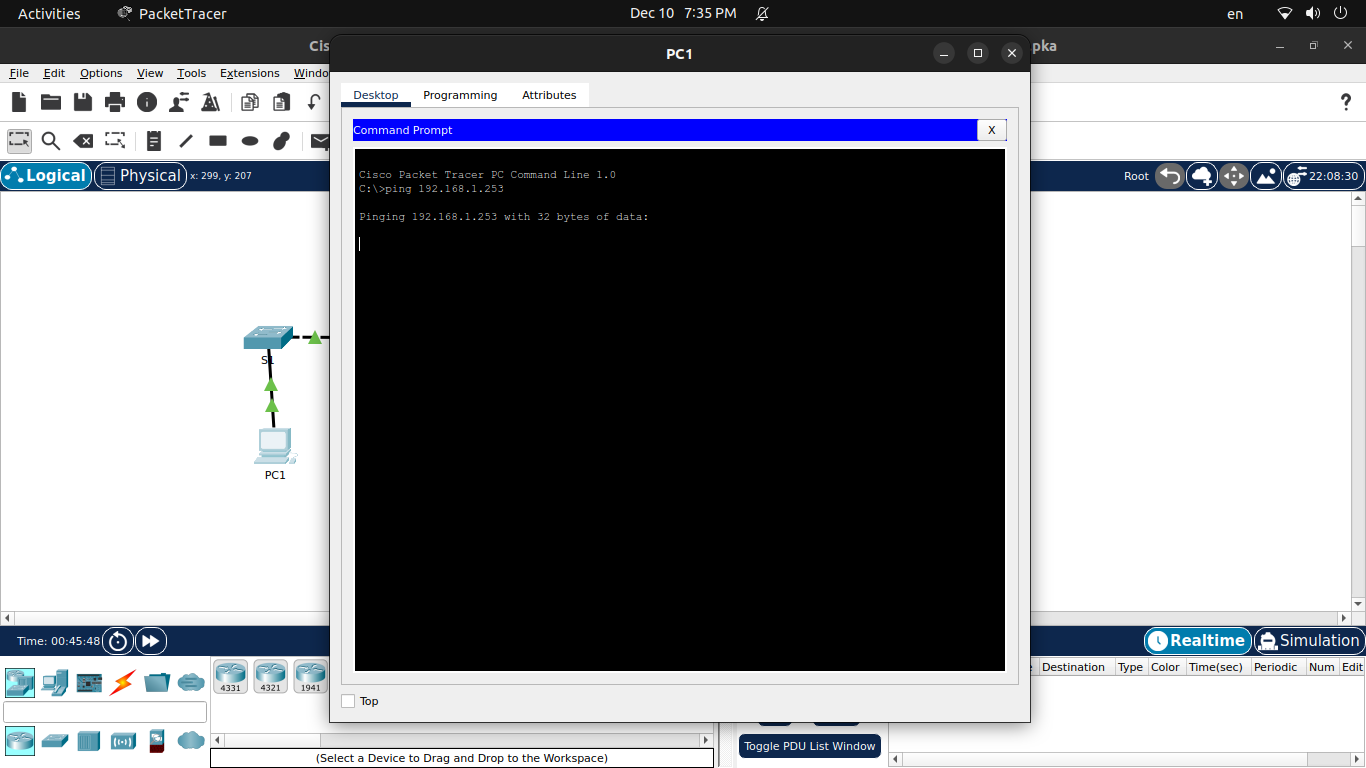 Activities PacketTracer Dec 10 7:35 PM en
Cis PC1 pka
File Edit Options View Tools Extensions Windo
Desktop Programming Attributes
Command Prompt X
Logical Physical x: 299, y: 207 Root 22:08:30
Cisco Packet Tracer PC Command Line 1.0
C:\>ping 192.168.1.253
Pinging 192.168.1.253 with 32 bytes of data:
S1
PC1
Time: 00:45:48 Realtime Simulation
Destination Type Color Time(sec) Periodic Num Edit
4331 4321 1941
Top
Toggle PDU List Window
(Select a Device to Drag and Drop to the Workspace)